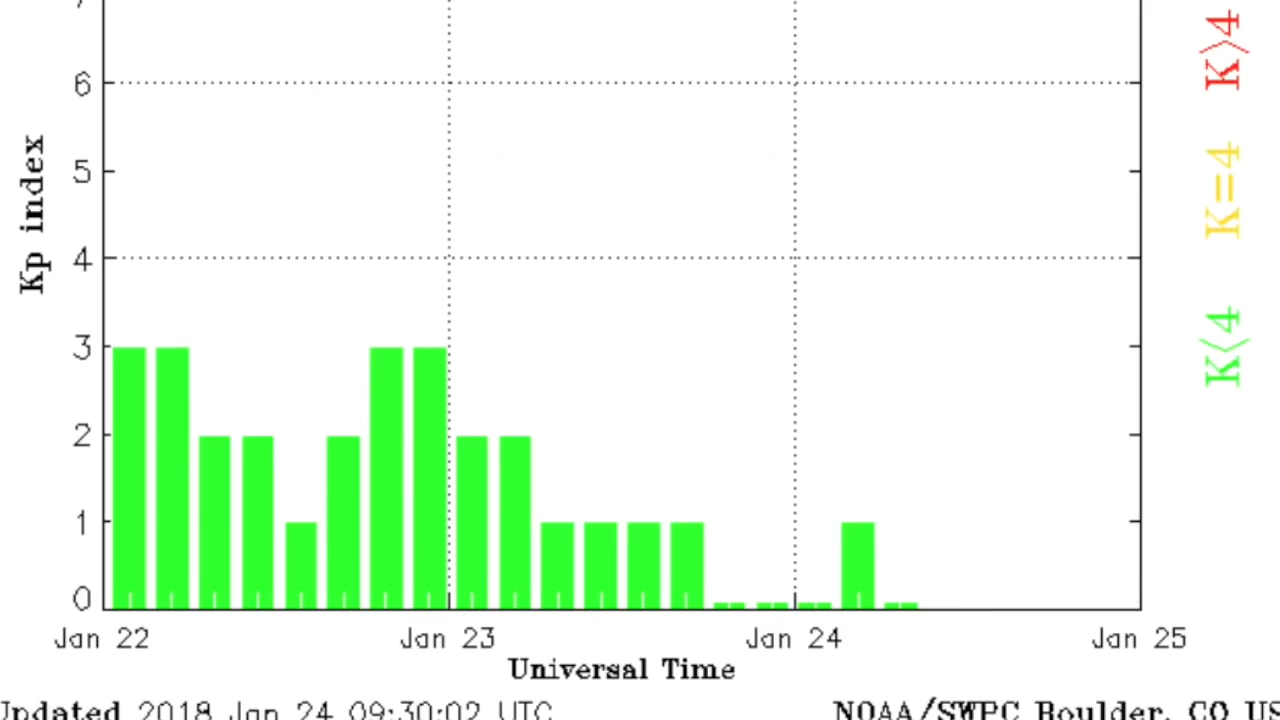 7
6
5
4
3
2
1
0
Kp index
Jan 22 Jan 23 Jan 24 Jan 25
Universal Time
K<4 K=4 K>4
Updated 2018 Jan 24 09:30:02 UTC
NOAA/SWPC Boulder, CO US